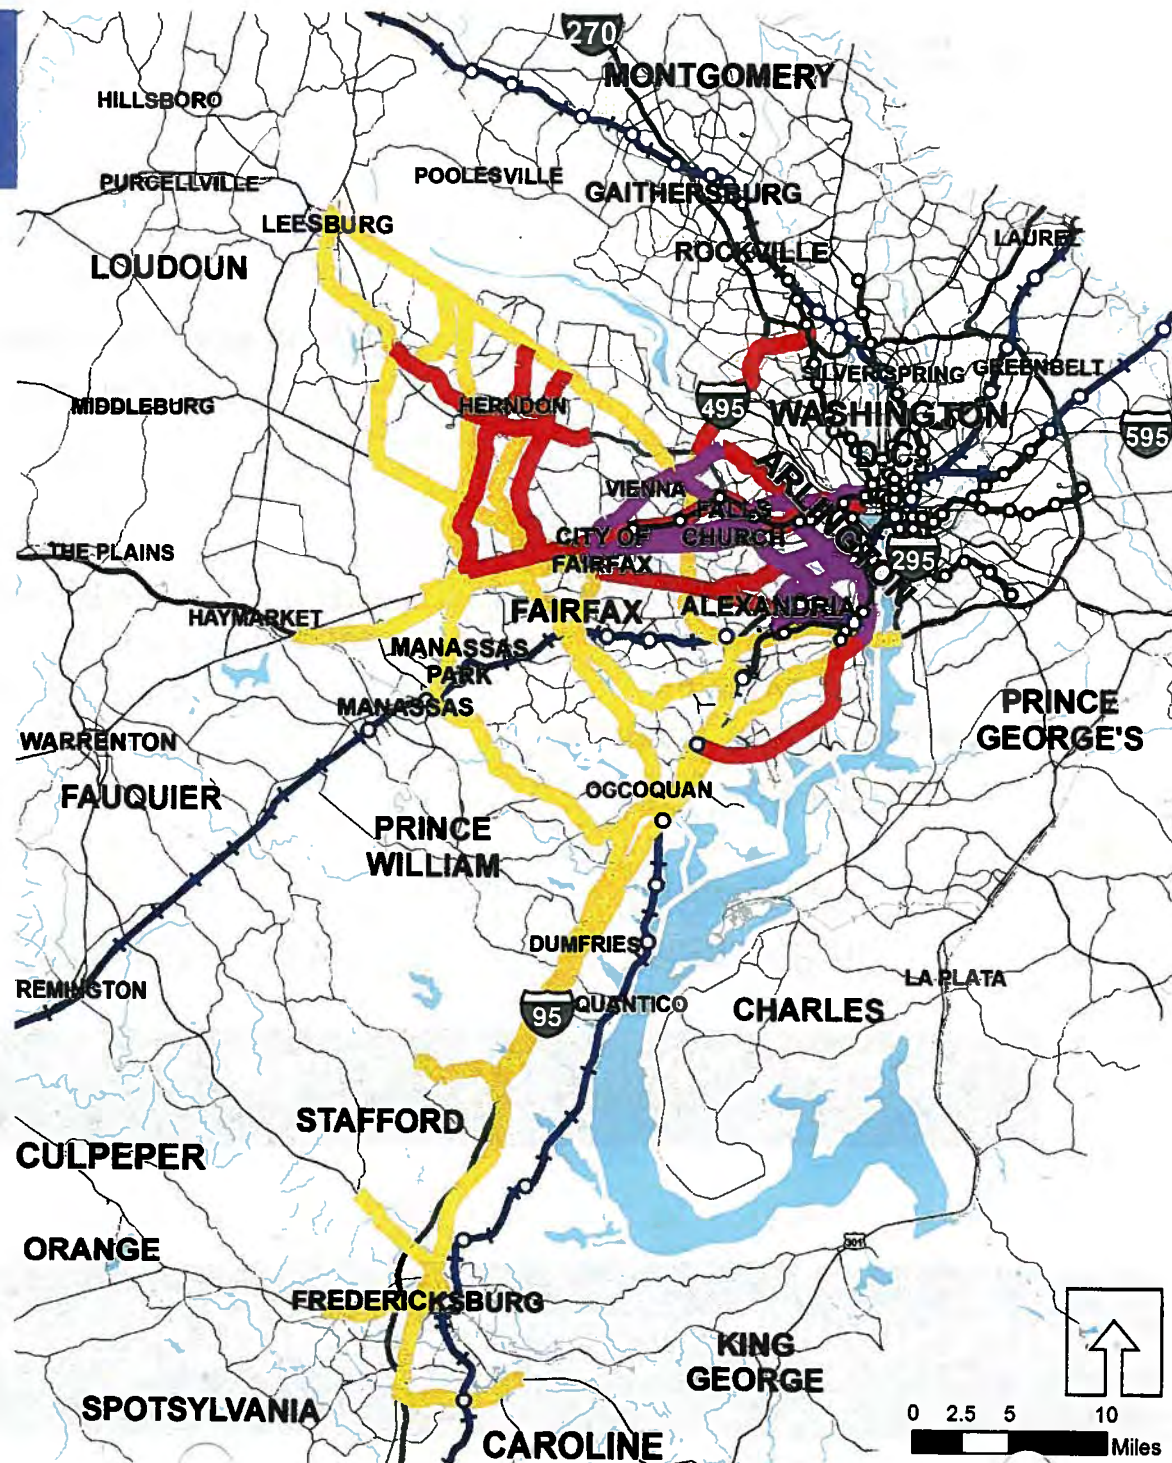 270
MONTGOMERY
HILLSBORO
PURCELLVILLE
POOLESVILLE
GAITHERSBURG
LEESBURG
ROCKVILLE
LAUREL
LOUDOUN
SILVER SPRING
GREENBELT
MIDDLEBURG
HERNDON
495
WASHINGTON
D.C.
595
ARLINGTON
VIENNA
FALLS
CHURCH
CITY OF
FAIRFAX
THE PLAINS
295
HAYMARKET
FAIRFAX
ALEXANDRIA
MANASSAS
PARK
MANASSAS
PRINCE
GEORGE'S
WARRENTON
FAUQUIER
OGCOQUAN
PRINCE
WILLIAM
DUMFRIES
REMINGTON
QUANTICO
95
LA PLATA
CHARLES
STAFFORD
CULPEPER
ORANGE
301
FREDERICKSBURG
KING
GEORGE
SPOTSYLVANIA
CAROLINE
0 2.5 5 10
Miles